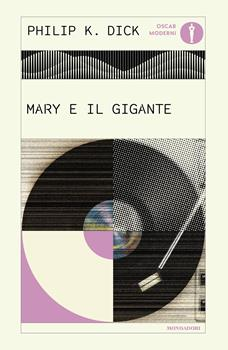 PHILIP K. DICK
OSCAR
MODERNI
MARY E IL GIGANTE
MONDADORI